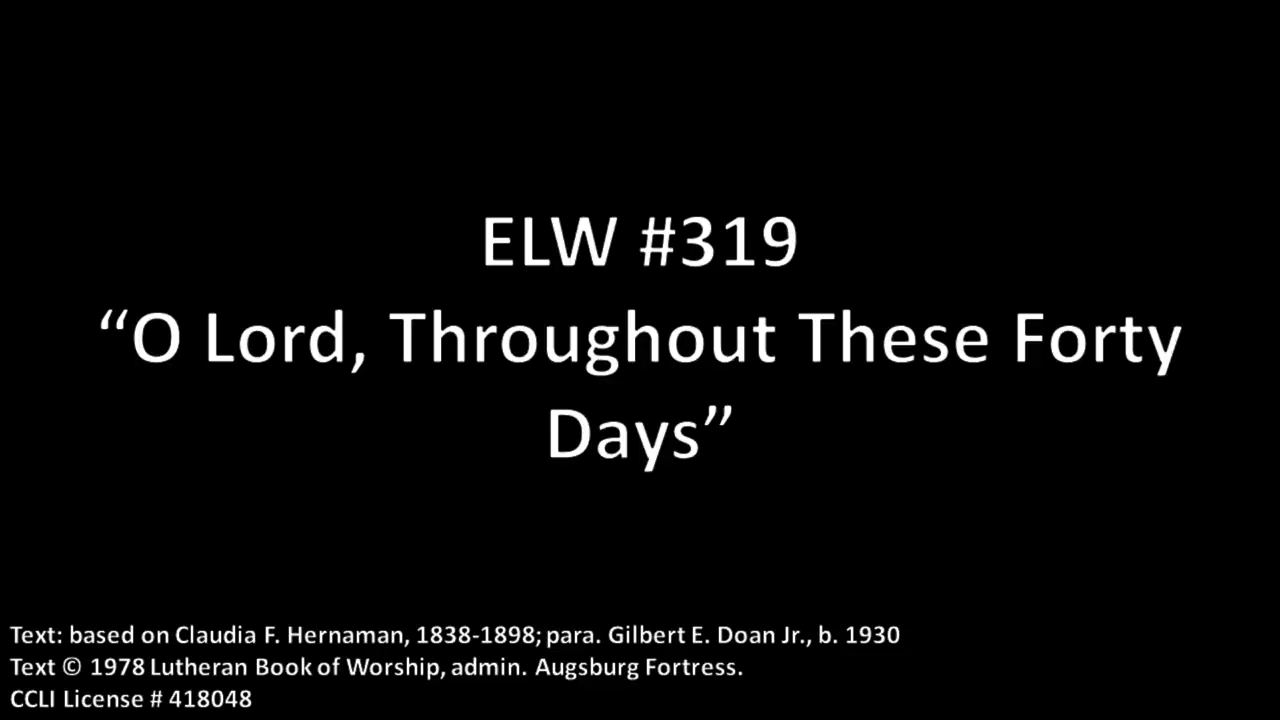 ELW #319
“O Lord, Throughout These Forty
Days”
Text: based on Claudia F. Hernaman, 1838-1898; para. Gilbert E. Doan Jr., b. 1930
Text © 1978 Lutheran Book of Worship, admin. Augsburg Fortress.
CCLI License # 418048